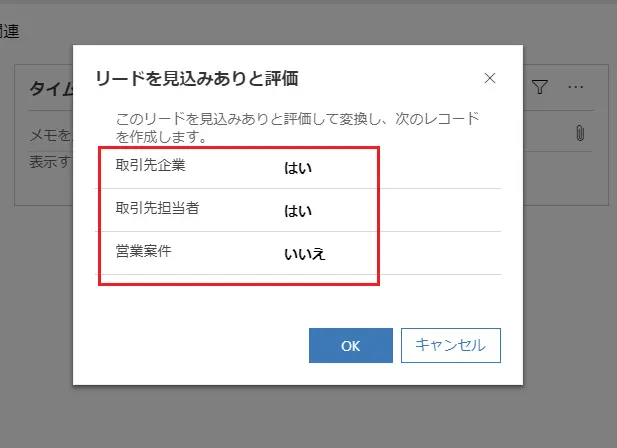 関連
リードを見込みありと評価
タイム
このリードを見込みありと評価して変換し、次のレコード
を作成します。
メモを
表示す
取引先企業 はい
取引先担当者 はい
営業案件 いいえ
OK キャンセル